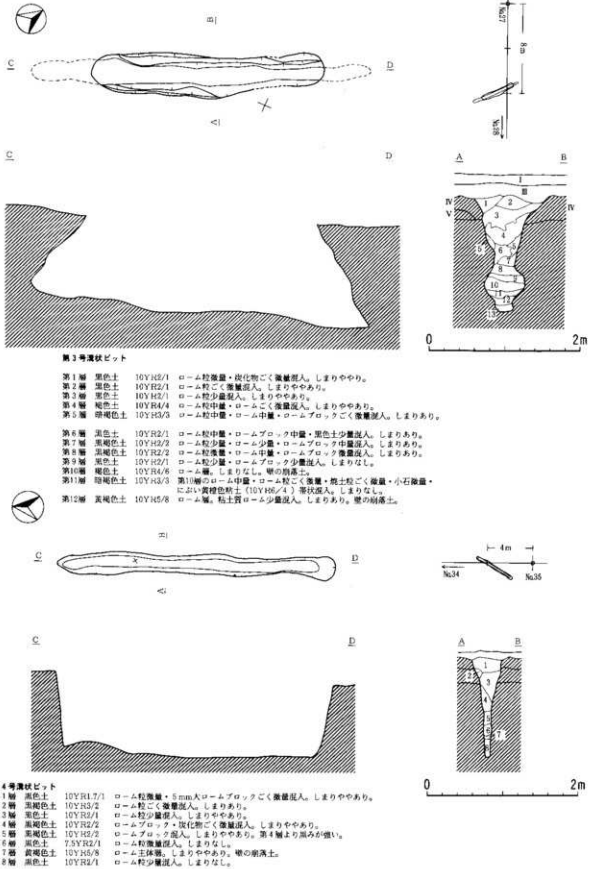 C
D
B
A
No.27
8m
No.28
C
D
A
B
I
III
IV
V
IV
1
2
3
4
5
5
6
7
8
9
10
11
12
13
0
2m
第3号溝状ピット
第1層 黒色土 10YR2/1 ローム粒微量・炭化物ごく微量混入。しまりややり。
第2層 黒色土 10YR2/1 ローム粒ごく微量混入。しまりあり。
第3層 黒色土 10YR2/1 ローム粒少量混入。しまりややあり。
第4層 褐色土 10YR4/4 ローム粒中量・ロームごく微量混入。しまりややあり。
第5層 暗褐色土 10YR3/3 ローム粒中量・ローム中量・ロームブロックごく微量混入。しまりあり。
第6層 黒色土 10YR2/1 ローム粒中量・ロームブロック中量・黒色土少量混入。しまりあり。
第7層 黒褐色土 10YR2/2 ローム粒少量・ローム少量・ロームブロック中量混入。しまりあり。
第8層 黒褐色土 10YR2/2 ローム粒微量・ローム中量・ロームブロック微量混入。しまりあり。
第9層 黒色土 10YR2/1 ローム粒少量・ロームブロック少量混入。しまりなし。
第10層 褐色土 10YR4/6 ローム層。しまりなし。壁の崩落土。
第11層 暗褐色土 10YR3/3 第10層のローム中量・ローム粒ごく微量・焼土粒ごく微量・小石微量・
にぶい黄橙色粘土(10YR6/4)帯状混入。しまりなし。
第12層 黄褐色土 10YR5/8 ローム層。粘土質ローム少量混入。しまりあり。壁の崩落土。
C
D
B
A
4m
No.34
No.35
C
D
A
B
1
2
3
4
5
7
0
2m
4号溝状ピット
1層 黒色土 10YR1.7/1 ローム粒微量・5mm大ロームブロックごく微量混入。しまりややあり。
2層 黒褐色土 10YR3/2 ローム粒ごく微量混入。しまりあり。
3層 黒色土 10YR2/1 ローム粒少量混入。しまりややあり。
4層 黒褐色土 10YR2/2 ロームブロック・炭化物ごく微量混入。しまりややあり。
5層 黒褐色土 10YR2/2 ロームブロック混入。しまりややあり。第4層より黒みが強い。
6層 黒色土 7.5YR2/1 ローム粒微量混入。しまりなし。
7層 黄褐色土 10YR5/8 ローム主体層。しまりややあり。壁の崩落土。
8層 黒色土 10YR2/1 ローム粒少量混入。しまりなし。